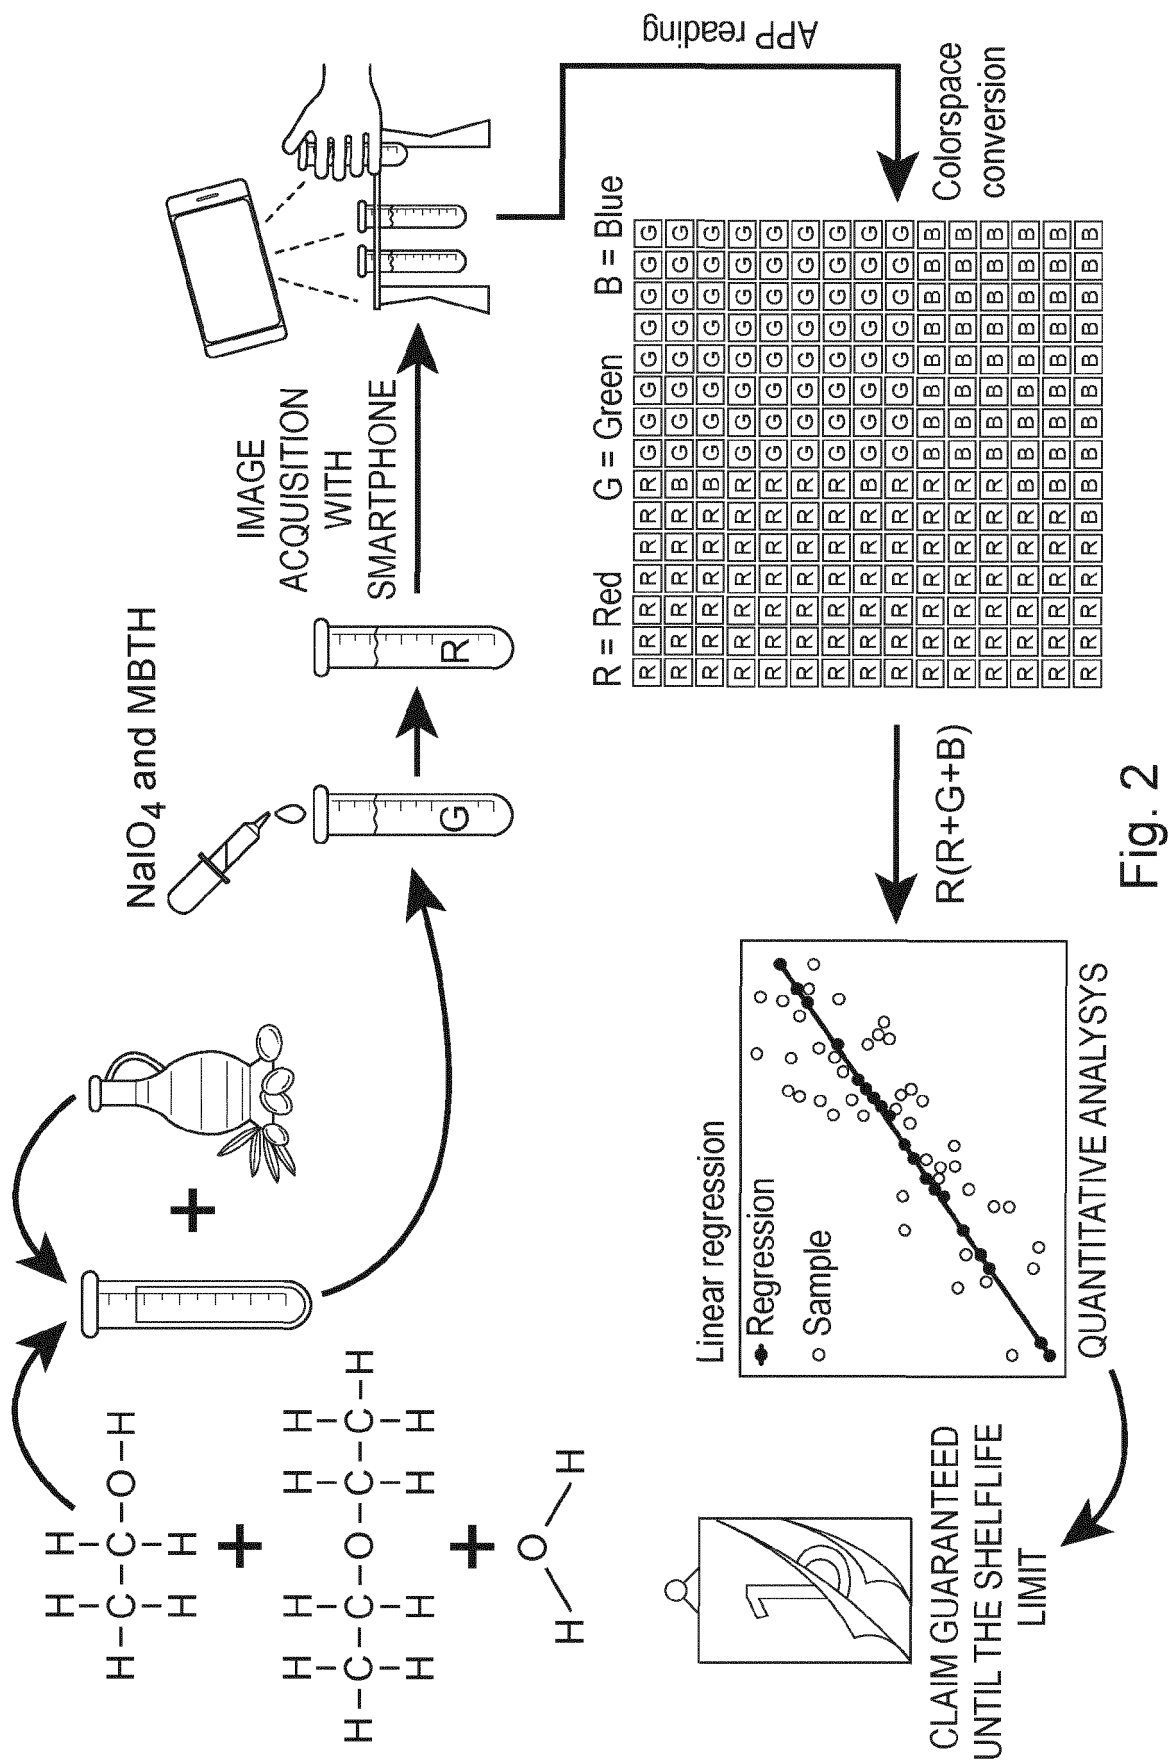 H H
H–C–C–O–H
H H
+
H H H H
H–C–C–O–C–C–H
H H H H
+
O
H H
+
NaIO4 and MBTH
G
R
IMAGE
ACQUISITION
WITH
SMARTPHONE
APP reading
Colorspace
conversion
R = Red G = Green B = Blue
R R R R R R R G G G G G G G G
R R R R R R B G G G G G G G G
R R R R R R B G G G G G G G G
R R R R R R R G G G G G G G G
R R R R R R R G G G G G G G G
R R R R R R R G G G G G G G G
R R R R R R R G G G G G G G G
R R R R R R B G G G G G G G G
R R R R R R R G G G G G G G G
R R R R R R R B B B B B B B B
R R R R R R R B B B B B B B B
R R R R R R R B B B B B B B B
R R R R R R B B B B B B B B B
R R R R R R B B B B B B B B B
R R R R R B B B B B B B B B B
R(R+G+B)
Linear regression
Regression
Sample
QUANTITATIVE ANALYSYS
10
CLAIM GUARANTEED
UNTIL THE SHELFLIFE
LIMIT
Fig. 2